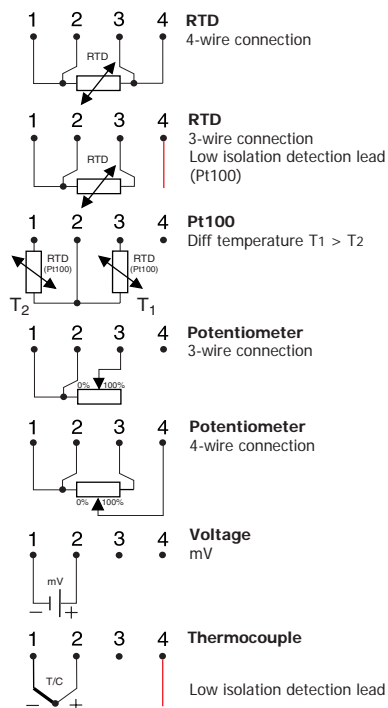 1 2 3 4 RTD
4-wire connection
RTD
1 2 3 4 RTD
3-wire connection
Low isolation detection lead
(Pt100)
RTD
1 2 3 4 Pt100
Diff temperature T1 > T2
RTD
(Pt100)
RTD
(Pt100)
T2 T1
1 2 3 4 Potentiometer
3-wire connection
0% 100%
1 2 3 4 Potentiometer
4-wire connection
0% 100%
1 2 3 4 Voltage
mV
mV
– +
1 2 3 4 Thermocouple
T/C
Low isolation detection lead
– +